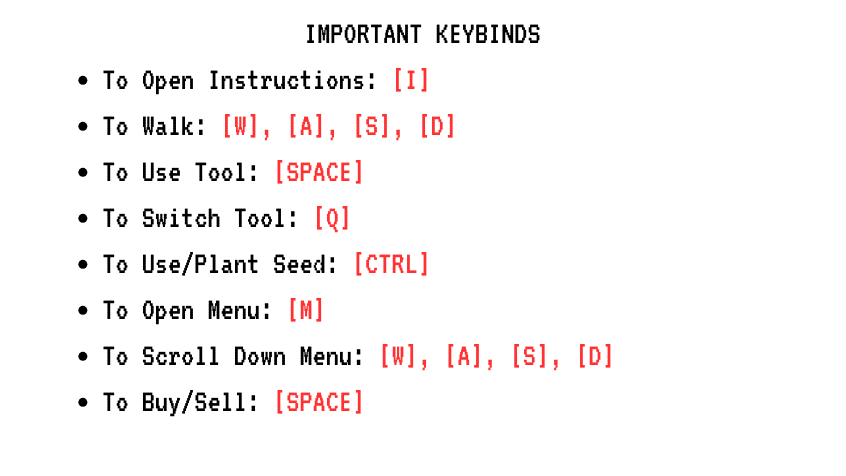 IMPORTANT KEYBINDS
• To Open Instructions: [I]
• To Walk: [W], [A], [S], [D]
• To Use Tool: [SPACE]
• To Switch Tool: [Q]
• To Use/Plant Seed: [CTRL]
• To Open Menu: [M]
• To Scroll Down Menu: [W], [A], [S], [D]
• To Buy/Sell: [SPACE]